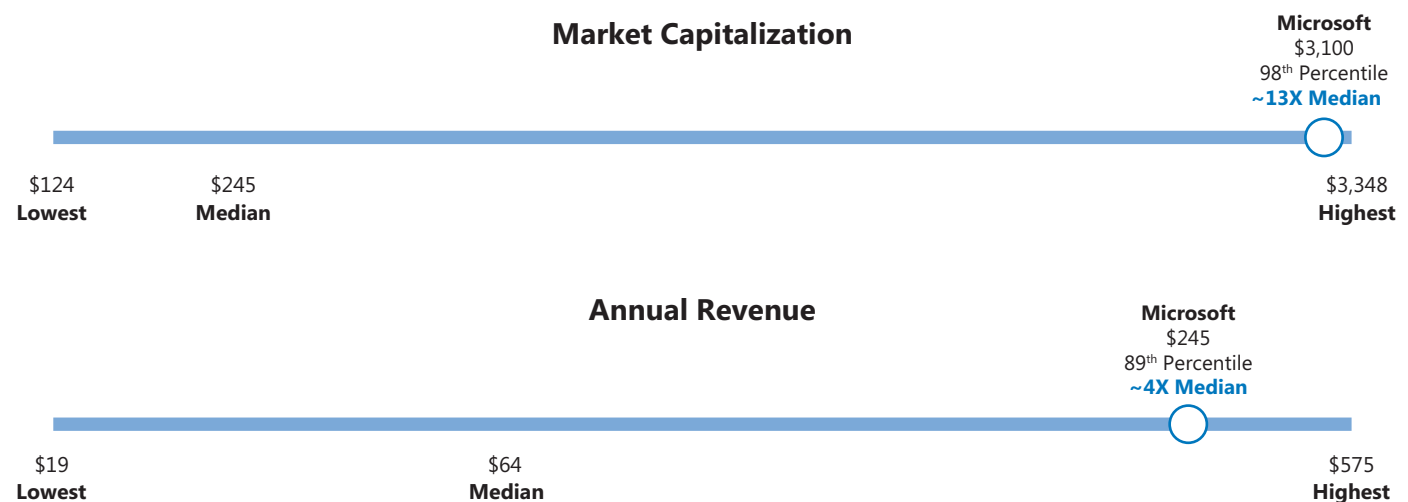 Market Capitalization
Microsoft
$3,100
98th Percentile
~13X Median
$124
Lowest
$245
Median
$3,348
Highest
Annual Revenue
Microsoft
$245
89th Percentile
~4X Median
$19
Lowest
$64
Median
$575
Highest